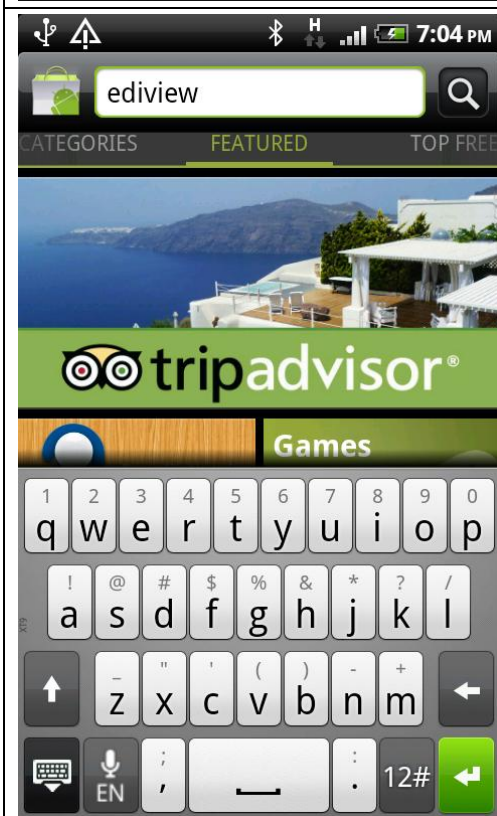 H 7:04 PM
ediview
CATEGORIES FEATURED TOP FREE
tripadvisor®
Games
1 2 3 4 5 6 7 8 9 0
q w e r t y u i o p
! @ # $ % & * ? /
a s d f g h j k l
XT9
_ " ' ( ) - +
z x c v b n m
; :
EN , . 12#